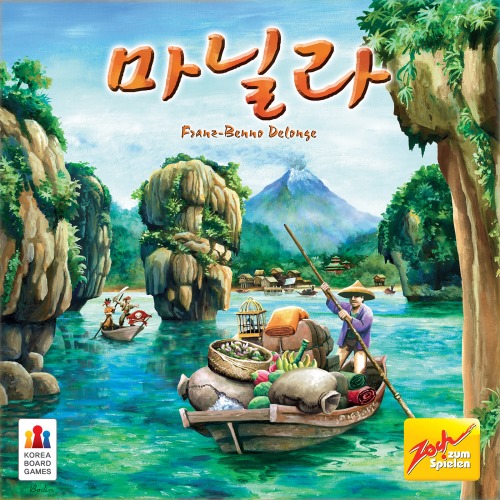 마닐라
Franz-Benno Delonge
KOREA
BOARD
GAMES
Zoch
zum
Spielen